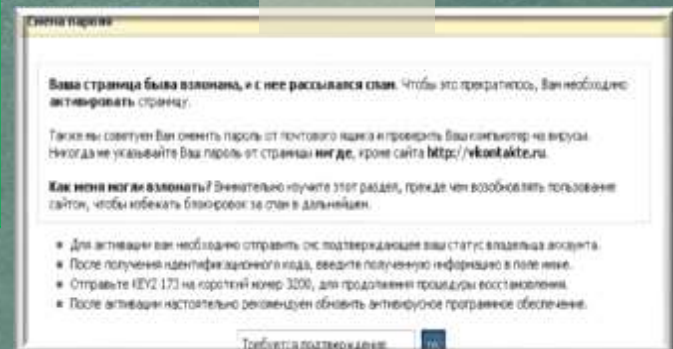 Смена пароля
Ваша страница была взломана, и с нее рассылался спам. Чтобы это прекратилось, Вам необходимо
активировать страницу.
Также мы советуем Вам сменить пароль от почтового ящика и проверить Ваш компьютер на вирусы.
Никогда не указывайте Ваш пароль от страницы нигде, кроме сайта http://vkontakte.ru.
Как меня могли взломать? Внимательно изучите этот раздел, прежде чем возобновлять пользование
сайтом, чтобы избежать блокировок за спам в дальнейшем.
Для активации вам необходимо отправить смс подтверждающее ваш статус владельца аккаунта.
После получения идентификационного кода, введите полученную информацию в поле ниже.
Отправьте KEY2 173 на короткий номер 3200, для продолжения процедуры восстановления.
После активации настоятельно рекомендуем обновить антивирусное программное обеспечение.
Требуется подтверждение